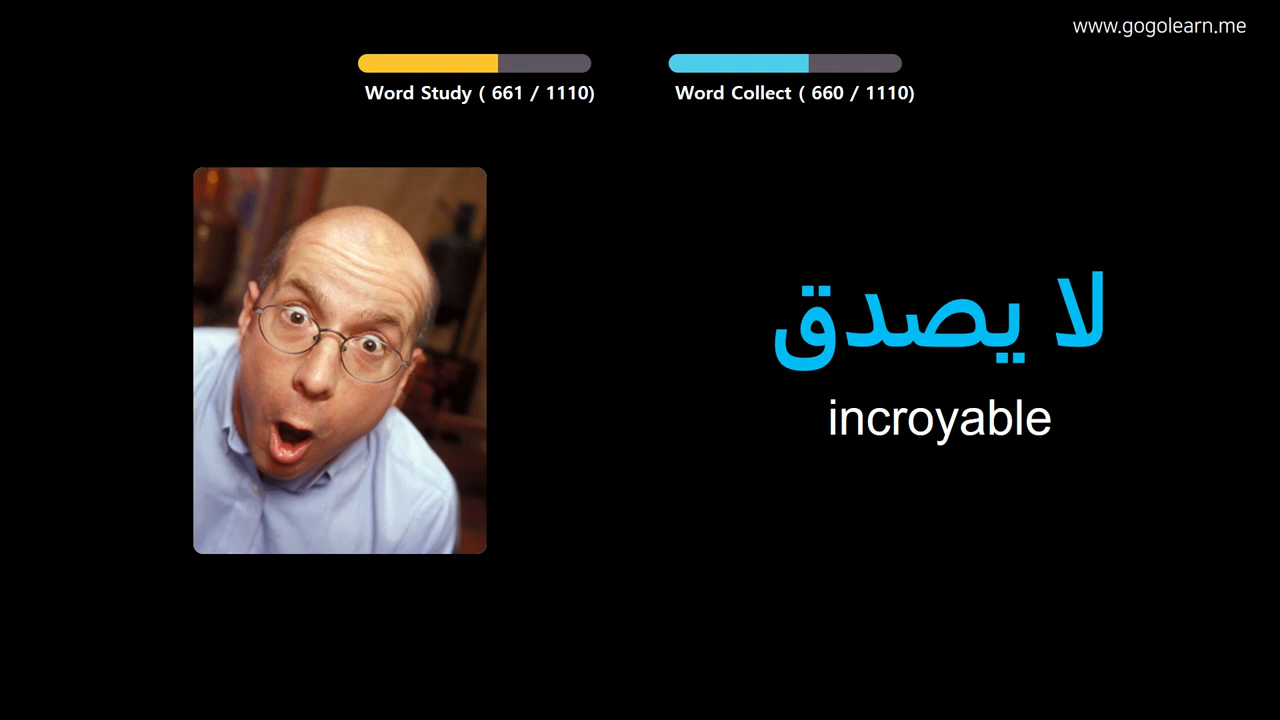 www.gogolearn.me
Word Study ( 661 / 1110)
Word Collect ( 660 / 1110)
لا يصدق
incroyable